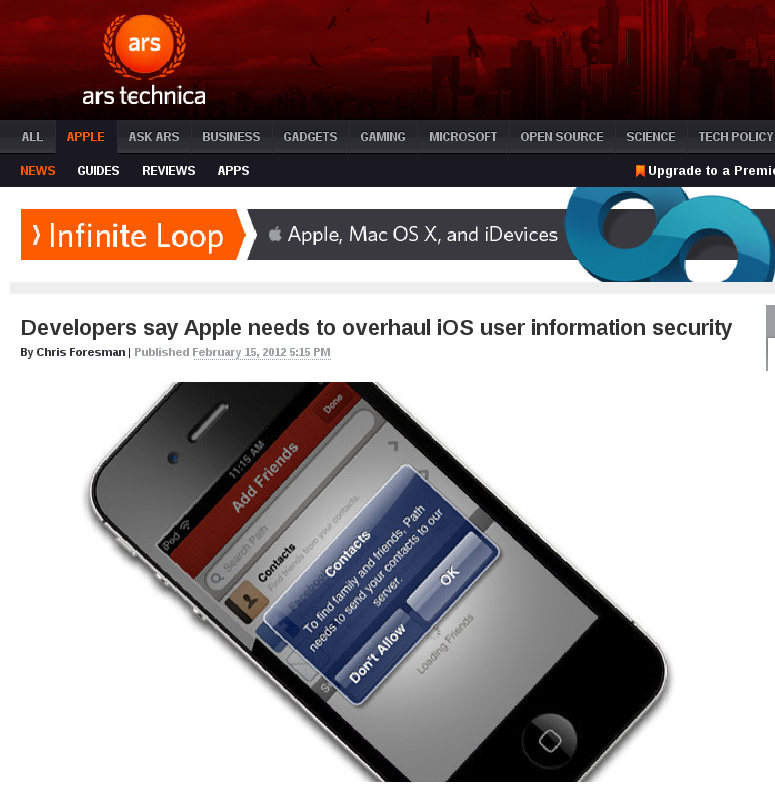 ars
ars technica
ALL APPLE ASK ARS BUSINESS GADGETS GAMING MICROSOFT OPEN SOURCE SCIENCE TECH POLICY
NEWS GUIDES REVIEWS APPS Upgrade to a Premi
Infinite Loop Apple, Mac OS X, and iDevices
Developers say Apple needs to overhaul iOS user information security
By Chris Foresman | Published February 15, 2012 5:15 PM
iPod 11:15 AM
Add Friends Done
Search Path
Contacts
Find friends from your contacts.
Contacts
To find family and friends, Path
needs to send your contacts to our
server.
Don't Allow OK
Loading Friends